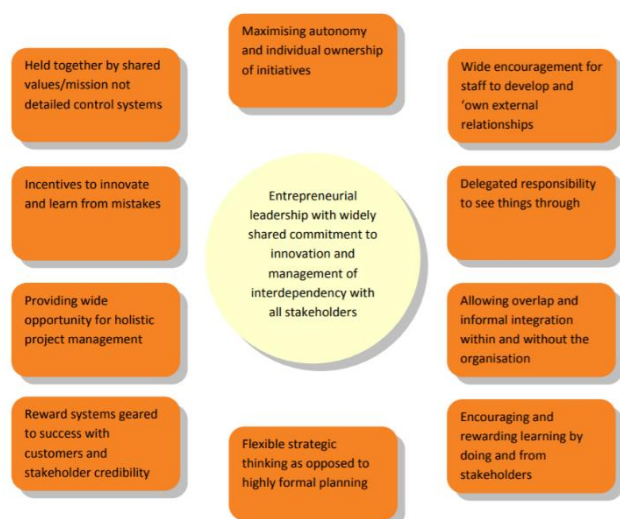 Maximising autonomy
and individual ownership
of initiatives
Held together by shared
values/mission not
detailed control systems
Wide encouragement for
staff to develop and
‘own external
relationships
Incentives to innovate
and learn from mistakes
Entrepreneurial
leadership with widely
shared commitment to
innovation and
management of
interdependency with
all stakeholders
Delegated responsibility
to see things through
Providing wide
opportunity for holistic
project management
Allowing overlap and
informal integration
within and without the
organisation
Reward systems geared
to success with
customers and
stakeholder credibility
Flexible strategic
thinking as opposed to
highly formal planning
Encouraging and
rewarding learning by
doing and from
stakeholders